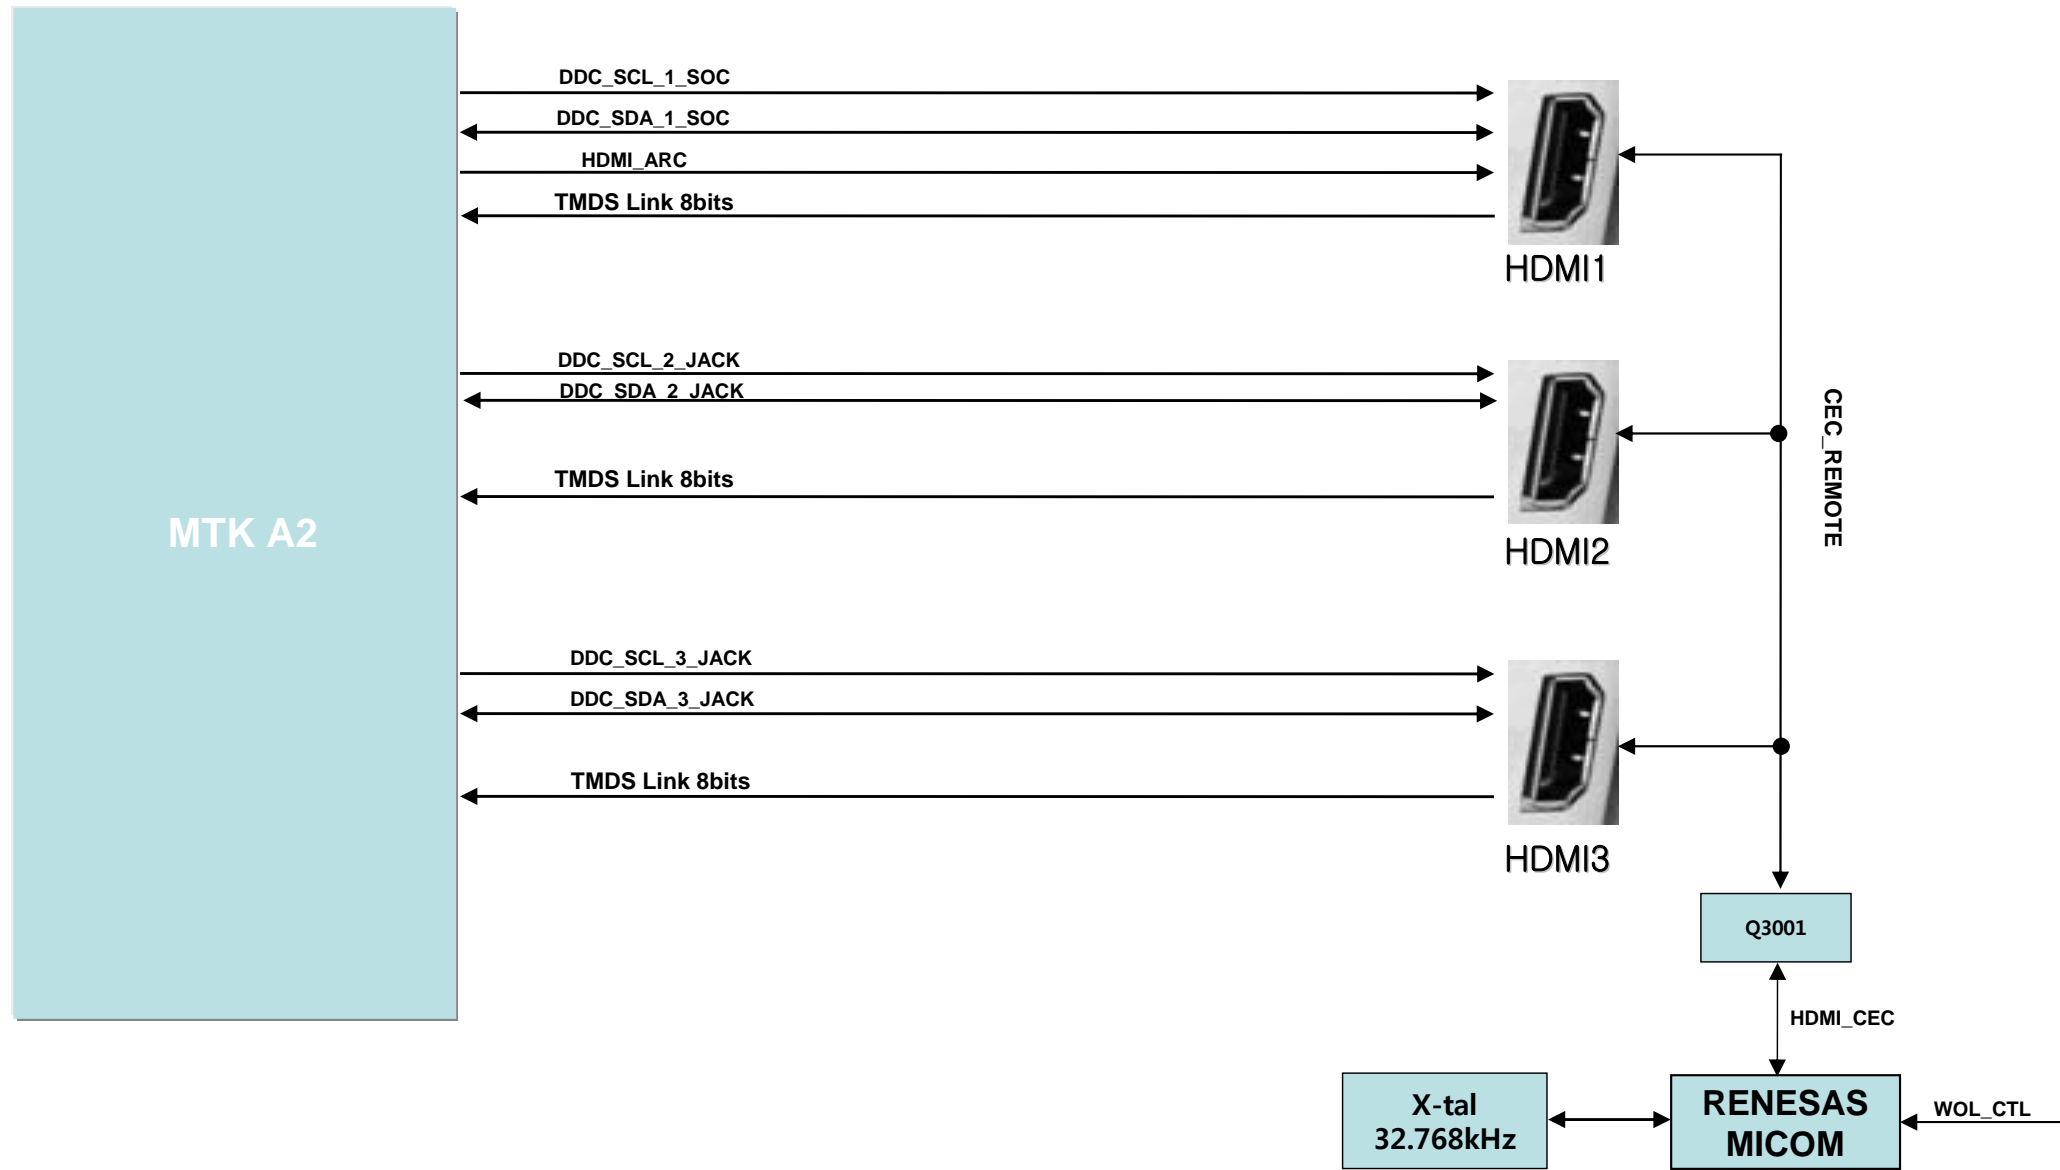 DDC_SCL_1_SOC
DDC_SDA_1_SOC
HDMI_ARC
TMDS Link 8bits
HDMI1
DDC_SCL_2_JACK
DDC_SDA_2_JACK
TMDS Link 8bits
HDMI2
CEC_REMOTE
MTK A2
DDC_SCL_3_JACK
DDC_SDA_3_JACK
TMDS Link 8bits
HDMI3
Q3001
HDMI_CEC
X-tal
32.768kHz
RENESAS
MICOM
WOL_CTL